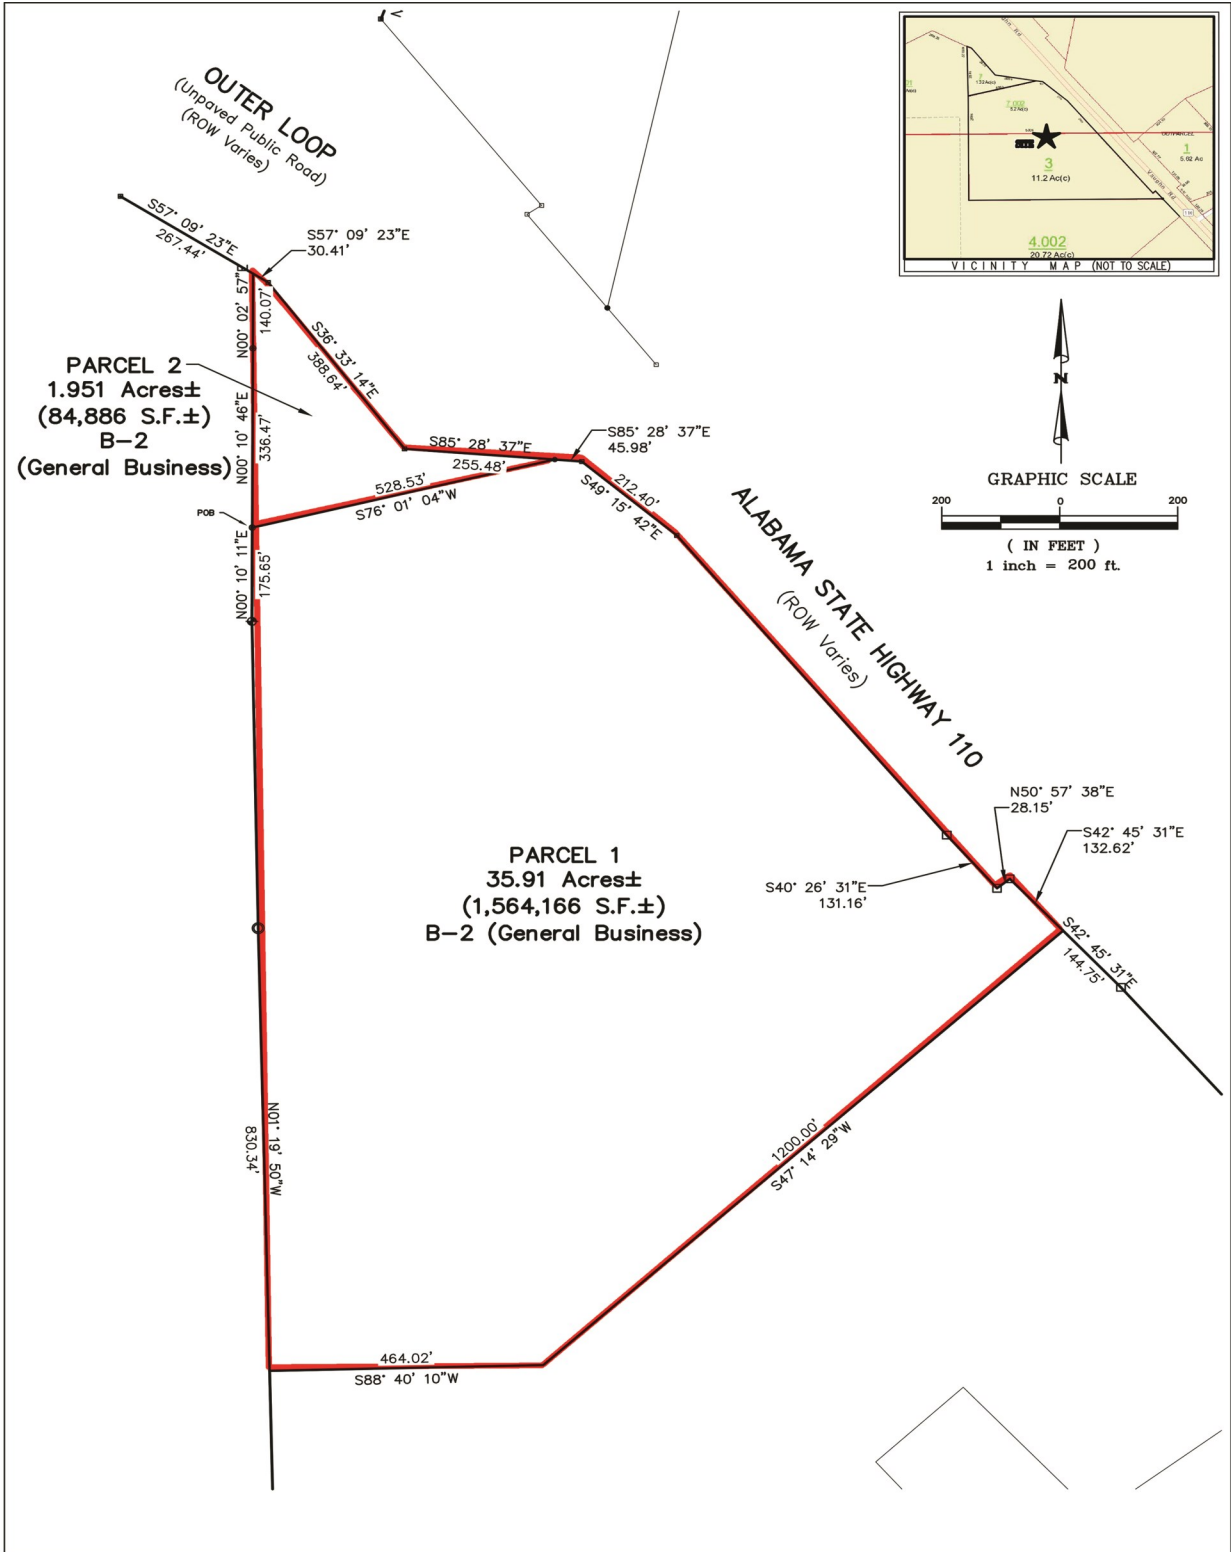 OUTER LOOP
(Unpaved Public Road)
(ROW Varies)
S57° 09' 23"E
267.44'
S57° 09' 23"E
30.41'
N00° 02' 57"E
140.07'
S36° 33' 14"E
388.64'
PARCEL 2
1.951 Acres±
(84,886 S.F.±)
B-2
(General Business)
N00° 10' 46"E
336.47'
S85° 28' 37"E
255.48'
S85° 28' 37"E
45.98'
528.53'
S76° 01' 04"W
212.40'
S49° 15' 42"E
POB
N00° 10' 11"E
175.65'
ALABAMA STATE HIGHWAY 110
(ROW Varies)
3
11.2 Ac(c)
1
5.02 Ac
OUTPARCEL
7.002
SITE
Vaughn Rd
4.002
20.72 Ac(c)
VICINITY MAP (NOT TO SCALE)
N
GRAPHIC SCALE
200 0 200
( IN FEET )
1 inch = 200 ft.
N50° 57' 38"E
28.15'
S42° 45' 31"E
132.62'
S40° 26' 31"E
131.16'
PARCEL 1
35.91 Acres±
(1,564,166 S.F.±)
B-2 (General Business)
S42° 45' 31"E
144.75'
N01° 19' 50"W
830.34'
1200.00'
S47° 14' 29"W
464.02'
S88° 40' 10"W